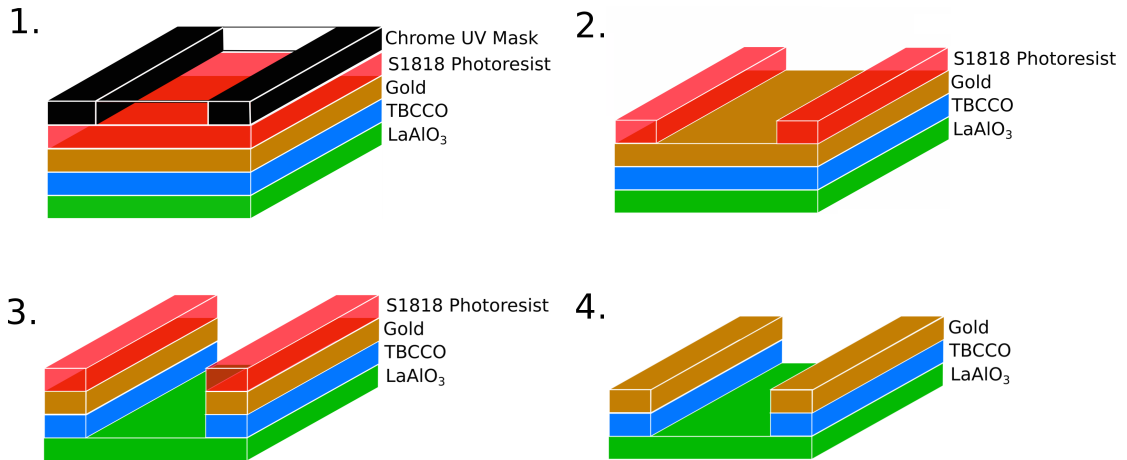 1.
Chrome UV Mask
S1818 Photoresist
Gold
TBCCO
LaAlO₃
2.
S1818 Photoresist
Gold
TBCCO
LaAlO₃
3.
S1818 Photoresist
Gold
TBCCO
LaAlO₃
4.
Gold
TBCCO
LaAlO₃